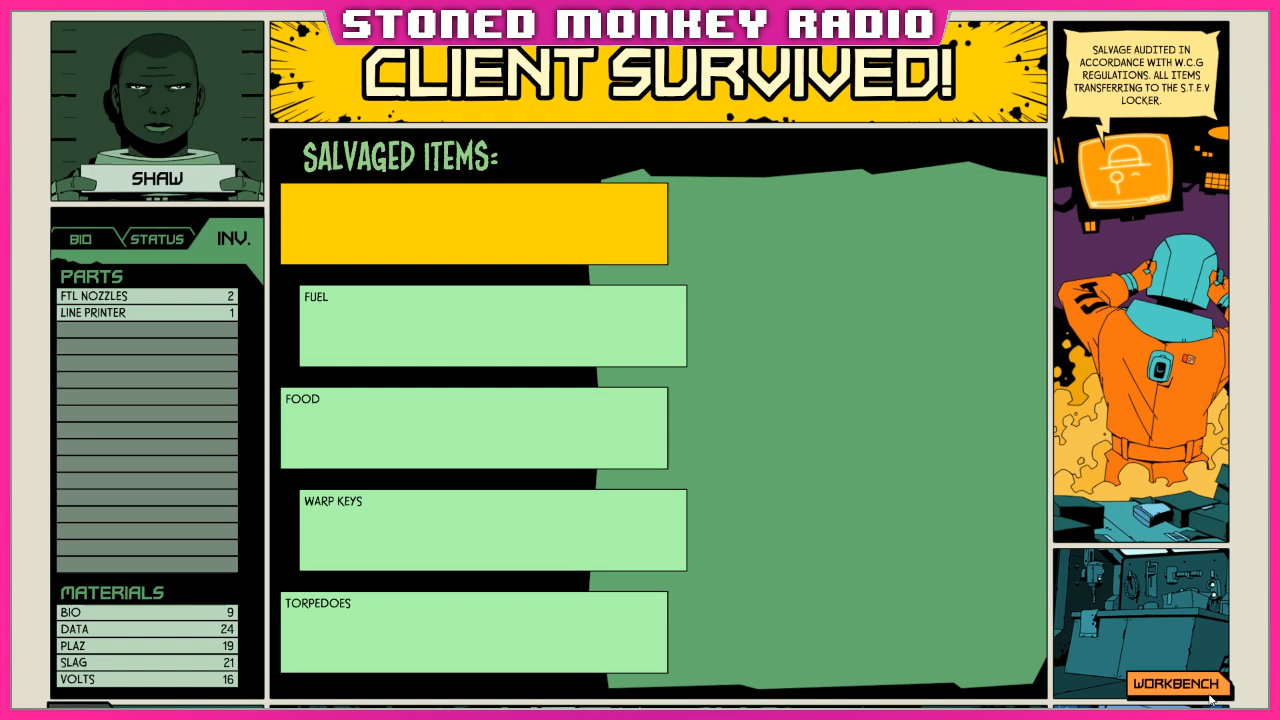 STONED MONKEY RADIO
CLIENT SURVIVED!
SHAW
BIO
STATUS
INV.
PARTS
FTL NOZZLES 2
LINE PRINTER 1
MATERIALS
BIO 9
DATA 24
PLAZ 19
SLAG 21
VOLTS 16
SALVAGED ITEMS:
FUEL
FOOD
WARP KEYS
TORPEDOES
SALVAGE AUDITED IN
ACCORDANCE WITH W.C.G
REGULATIONS. ALL ITEMS
TRANSFERRING TO THE S.T.E.V
LOCKER.
WORKBENCH